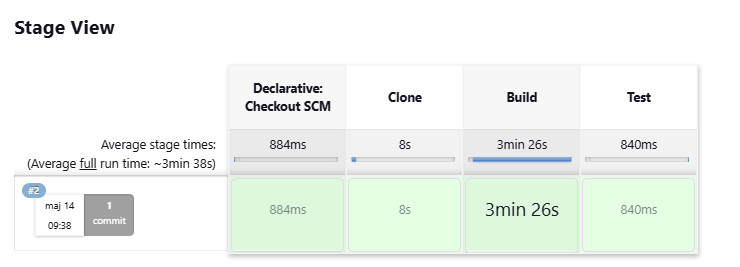 Stage View
Declarative:
Checkout SCM
Clone
Build
Test
Average stage times:
(Average full run time: ~3min 38s)
884ms
8s
3min 26s
840ms
#2
maj 14
09:38
1
commit
884ms
8s
3min 26s
840ms